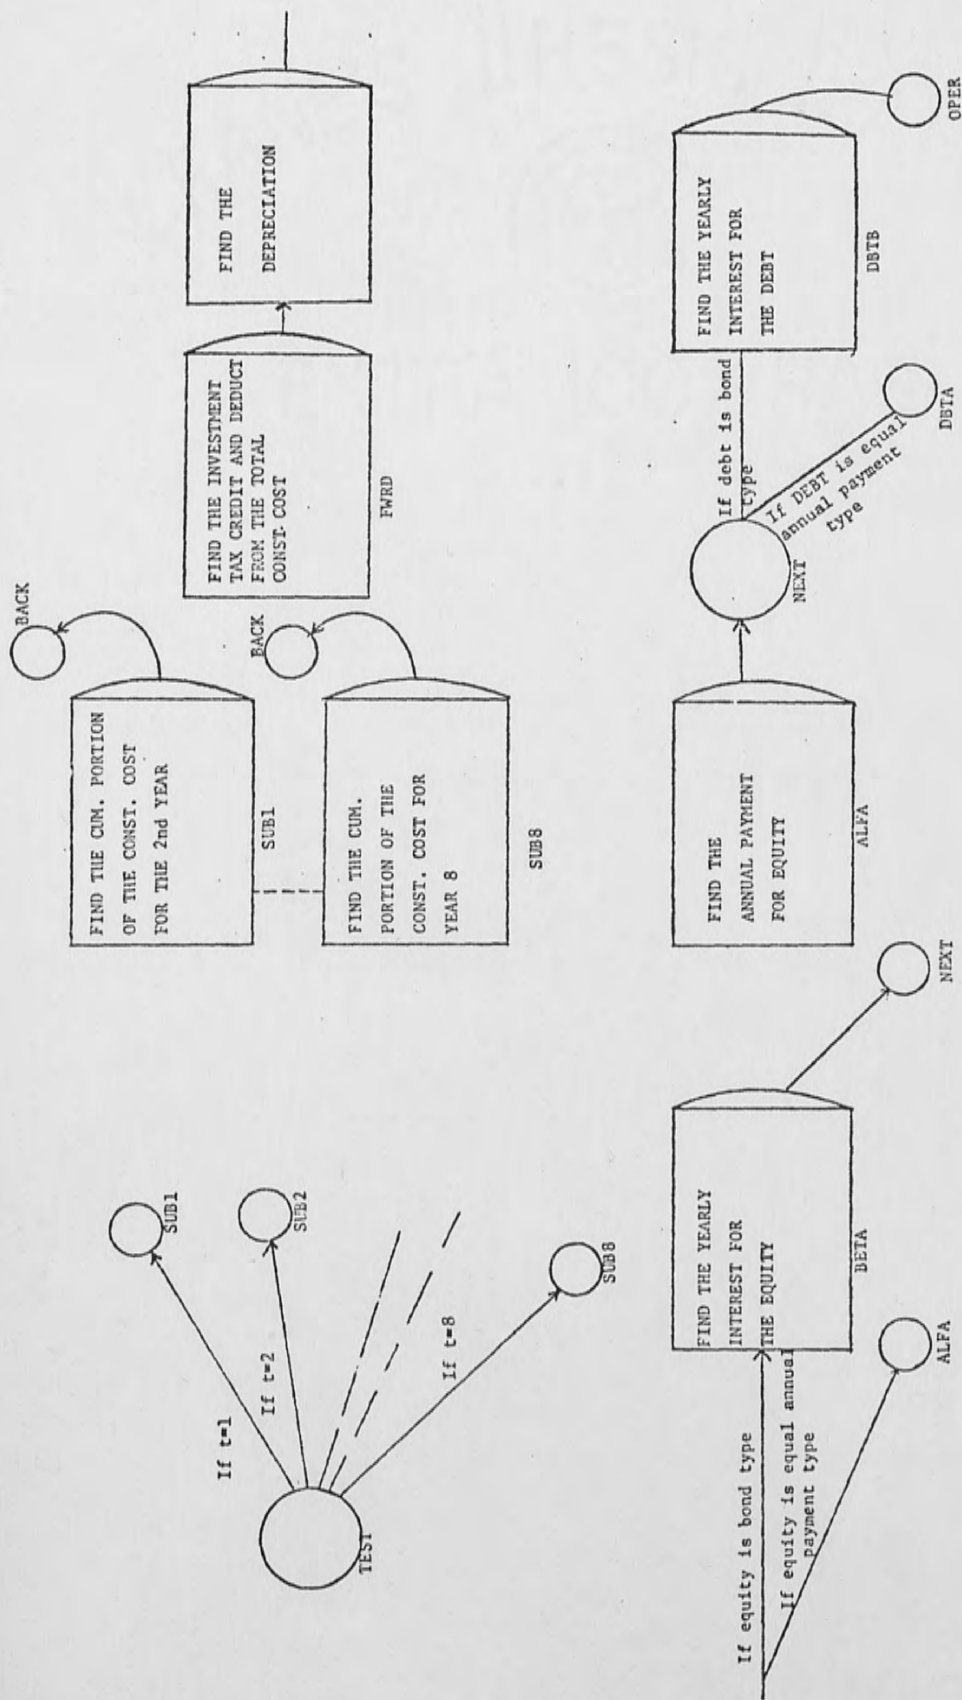 TEST
If t=1
If t=2
If t=8
SUB1
SUB2
SUB8
FIND THE CUM. PORTION
OF THE CONST. COST
FOR THE 2nd YEAR
SUB1
BACK
FIND THE CUM.
PORTION OF THE
CONST. COST FOR
YEAR 8
SUB8
BACK
FIND THE INVESTMENT
TAX CREDIT AND DEDUCT
FROM THE TOTAL
CONST. COST
FWRD
FIND THE
DEPRECIATION
If equity is bond type
If equity is equal annual
payment type
ALFA
FIND THE YEARLY
INTEREST FOR
THE EQUITY
BETA
NEXT
FIND THE
ANNUAL PAYMENT
FOR EQUITY
ALFA
NEXT
If debt is bond
type
If DEBT is equal
annual payment
type
DBTA
FIND THE YEARLY
INTEREST FOR
THE DEBT
DBTB
OPER